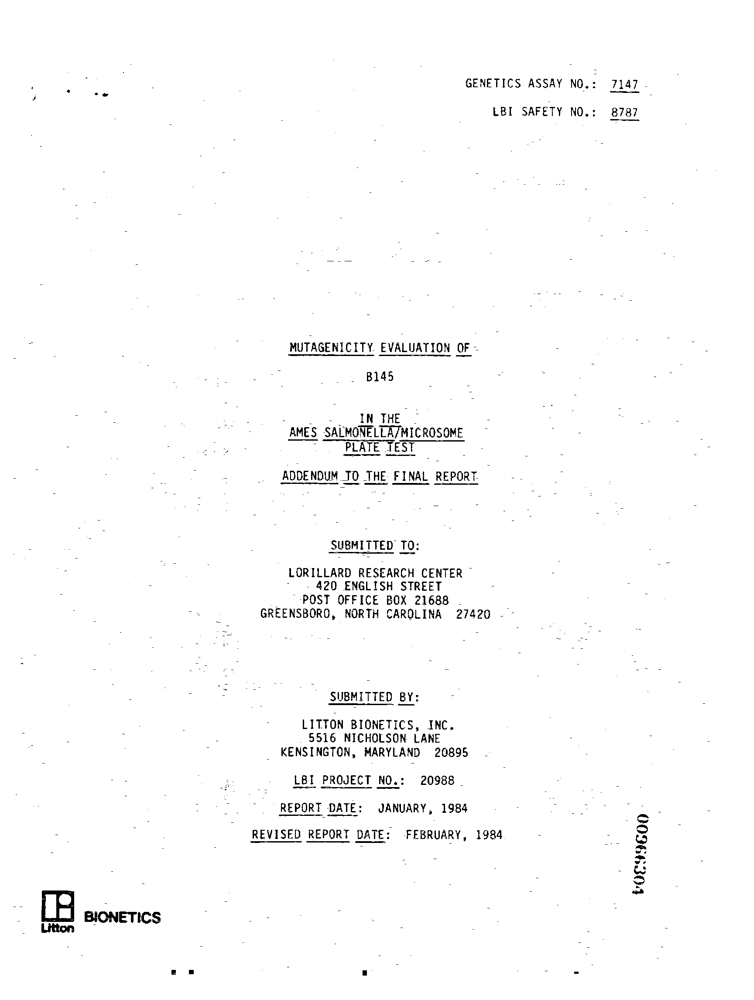 GENETICS ASSAY NO.: 7147
LBI SAFETY NO.: 8787
MUTAGENICITY EVALUATION OF
B145
IN THE
AMES SALMONELLA/MICROSOME
PLATE TEST
ADDENDUM TO THE FINAL REPORT
SUBMITTED TO:
LORILLARD RESEARCH CENTER
420 ENGLISH STREET
POST OFFICE BOX 21688
GREENSBORO, NORTH CAROLINA 27420
SUBMITTED BY:
LITTON BIONETICS, INC.
5516 NICHOLSON LANE
KENSINGTON, MARYLAND 20895
LBI PROJECT NO.: 20988
REPORT DATE: JANUARY, 1984
REVISED REPORT DATE: FEBRUARY, 1984
00966304
BIONETICS
Litton